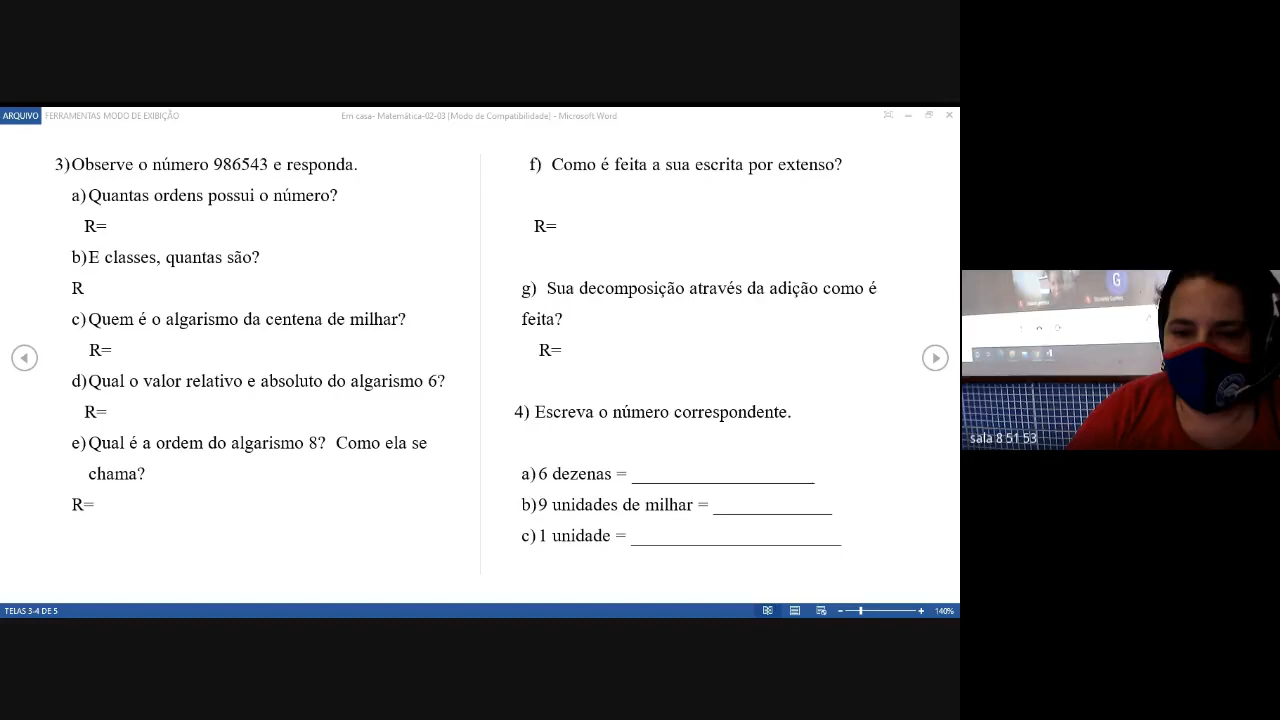 ARQUIVO FERRAMENTAS MODO DE EXIBIÇÃO
Em casa- Matemática-02-03 [Modo de Compatibilidade] - Microsoft Word
3) Observe o número 986543 e responda.
a) Quantas ordens possui o número?
R=
b) E classes, quantas são?
R
c) Quem é o algarismo da centena de milhar?
R=
d) Qual o valor relativo e absoluto do algarismo 6?
R=
e) Qual é a ordem do algarismo 8? Como ela se
chama?
R=
f) Como é feita a sua escrita por extenso?
R=
g) Sua decomposição através da adição como é
feita?
R=
4) Escreva o número correspondente.
a) 6 dezenas = ____________________
b) 9 unidades de milhar = _____________
c) 1 unidade = _______________________
TELAS 3-4 DE 5
140%
G
sala 8 51 53